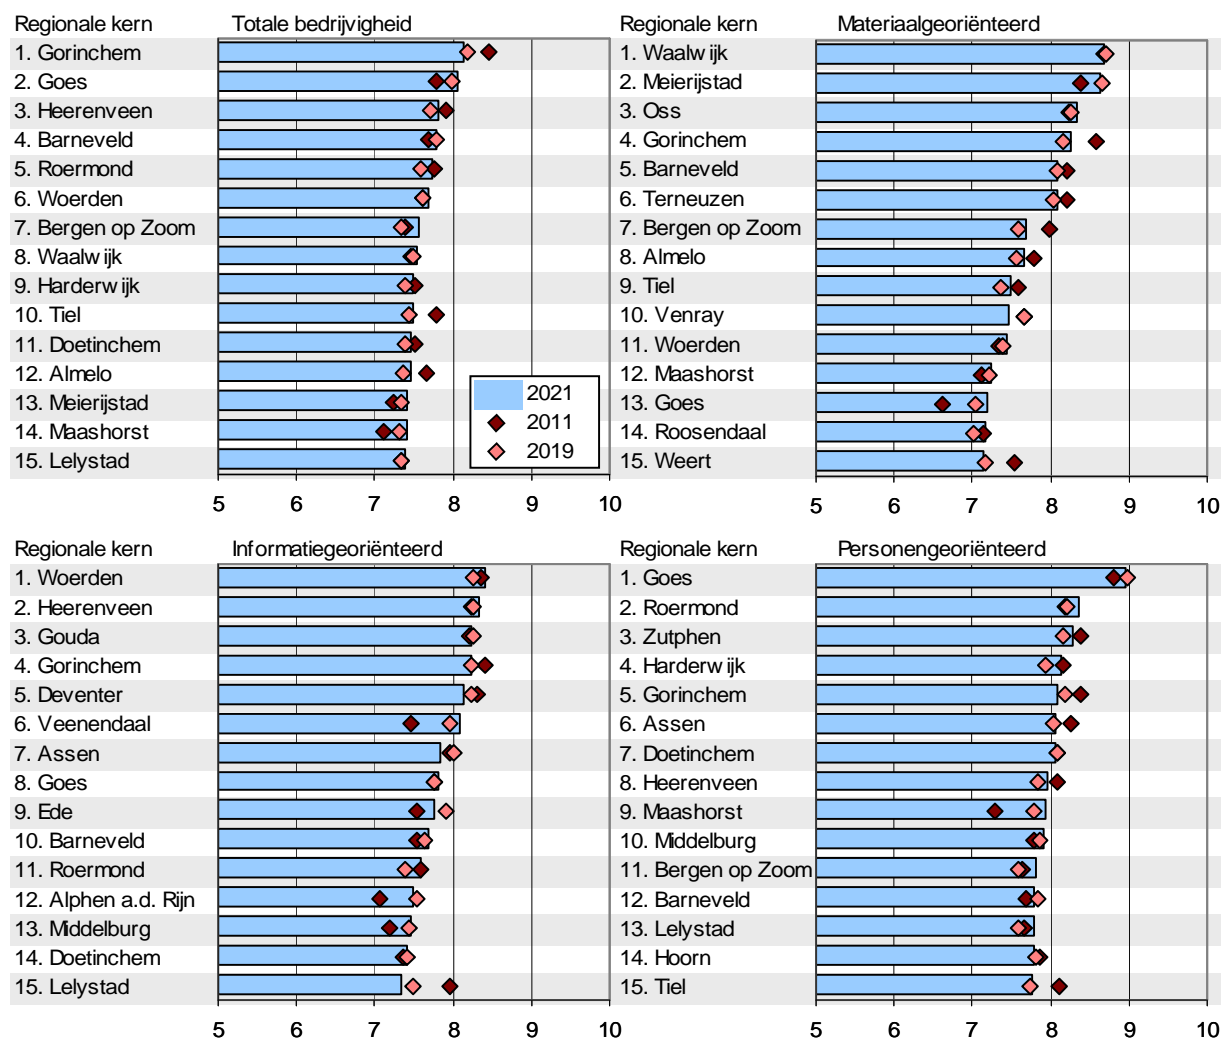 Regionale kern
Totale bedrijvigheid
1. Gorinchem
2. Goes
3. Heerenveen
4. Barneveld
5. Roermond
6. Woerden
7. Bergen op Zoom
8. Waalwijk
9. Harderwijk
10. Tiel
11. Doetinchem
12. Almelo
13. Meierijstad
14. Maashorst
15. Lelystad
2021
2011
2019
5 6 7 8 9 10
Regionale kern
Materiaalgeoriënteerd
1. Waalwijk
2. Meierijstad
3. Oss
4. Gorinchem
5. Barneveld
6. Terneuzen
7. Bergen op Zoom
8. Almelo
9. Tiel
10. Venray
11. Woerden
12. Maashorst
13. Goes
14. Roosendaal
15. Weert
5 6 7 8 9 10
Regionale kern
Informatiegeoriënteerd
1. Woerden
2. Heerenveen
3. Gouda
4. Gorinchem
5. Deventer
6. Veenendaal
7. Assen
8. Goes
9. Ede
10. Barneveld
11. Roermond
12. Alphen a.d. Rijn
13. Middelburg
14. Doetinchem
15. Lelystad
5 6 7 8 9 10
Regionale kern
Personengeoriënteerd
1. Goes
2. Roermond
3. Zutphen
4. Harderwijk
5. Gorinchem
6. Assen
7. Doetinchem
8. Heerenveen
9. Maashorst
10. Middelburg
11. Bergen op Zoom
12. Barneveld
13. Lelystad
14. Hoorn
15. Tiel
5 6 7 8 9 10